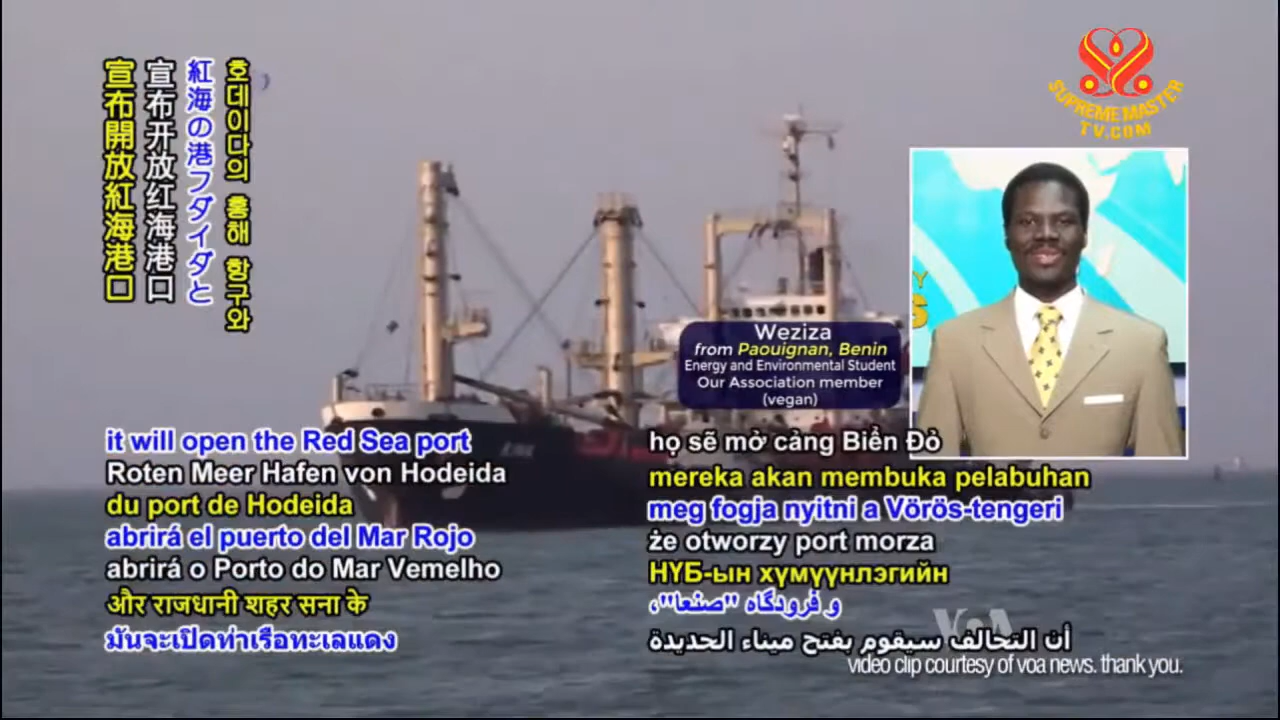 호데이다의 홍해 항구와
紅海の港フダイダと
宣布开放红海港口
宣布開放紅海港口
SUPREME MASTER
TV.COM
Weziza
from Paouignan, Benin
Energy and Environmental Student
Our Association member
(vegan)
it will open the Red Sea port
Roten Meer Hafen von Hodeida
du port de Hodeida
abrirá el puerto del Mar Rojo
abrirá o Porto do Mar Vemelho
और राजधानी शहर सना के
มันจะเปิดท่าเรือทะเลแดง
họ sẽ mở cảng Biển Đỏ
mereka akan membuka pelabuhan
meg fogja nyitni a Vörös-tengeri
że otworzy port morza
НҮБ-ын хүмүүнлэгийн
و فرودگاه "صنعا"،
أن التحالف سيقوم بفتح ميناء الحديدة
VOA
video clip courtesy of voa news. thank you.